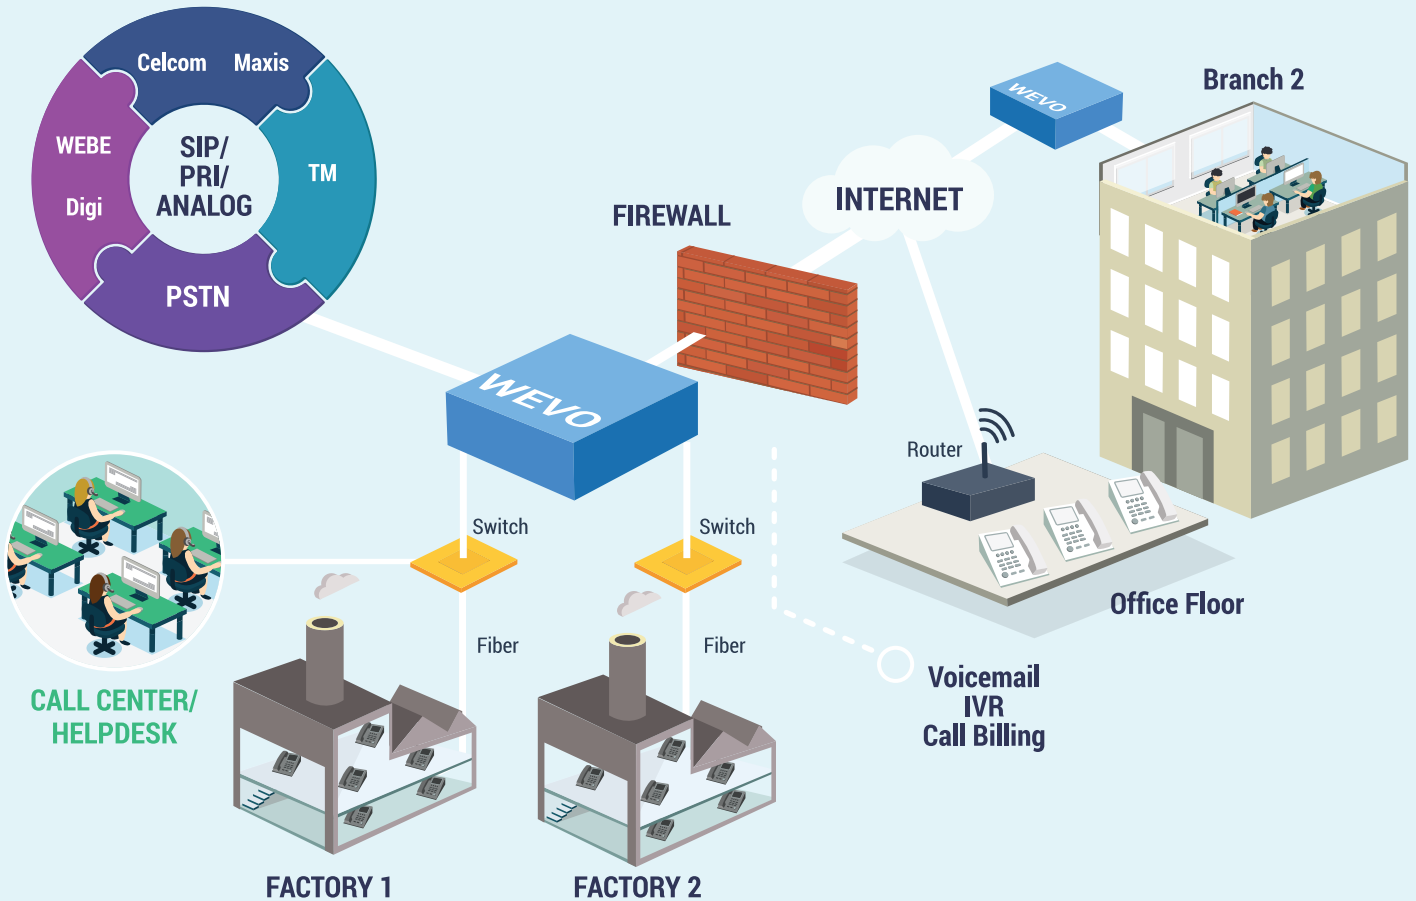 Celcom Maxis
WEBE
Digi
SIP/
PRI/
ANALOG
TM
PSTN
WEVO
FIREWALL
INTERNET
WEVO
Branch 2
Router
Office Floor
Switch
Switch
Fiber
Fiber
CALL CENTER/
HELPDESK
Voicemail
IVR
Call Billing
FACTORY 1
FACTORY 2